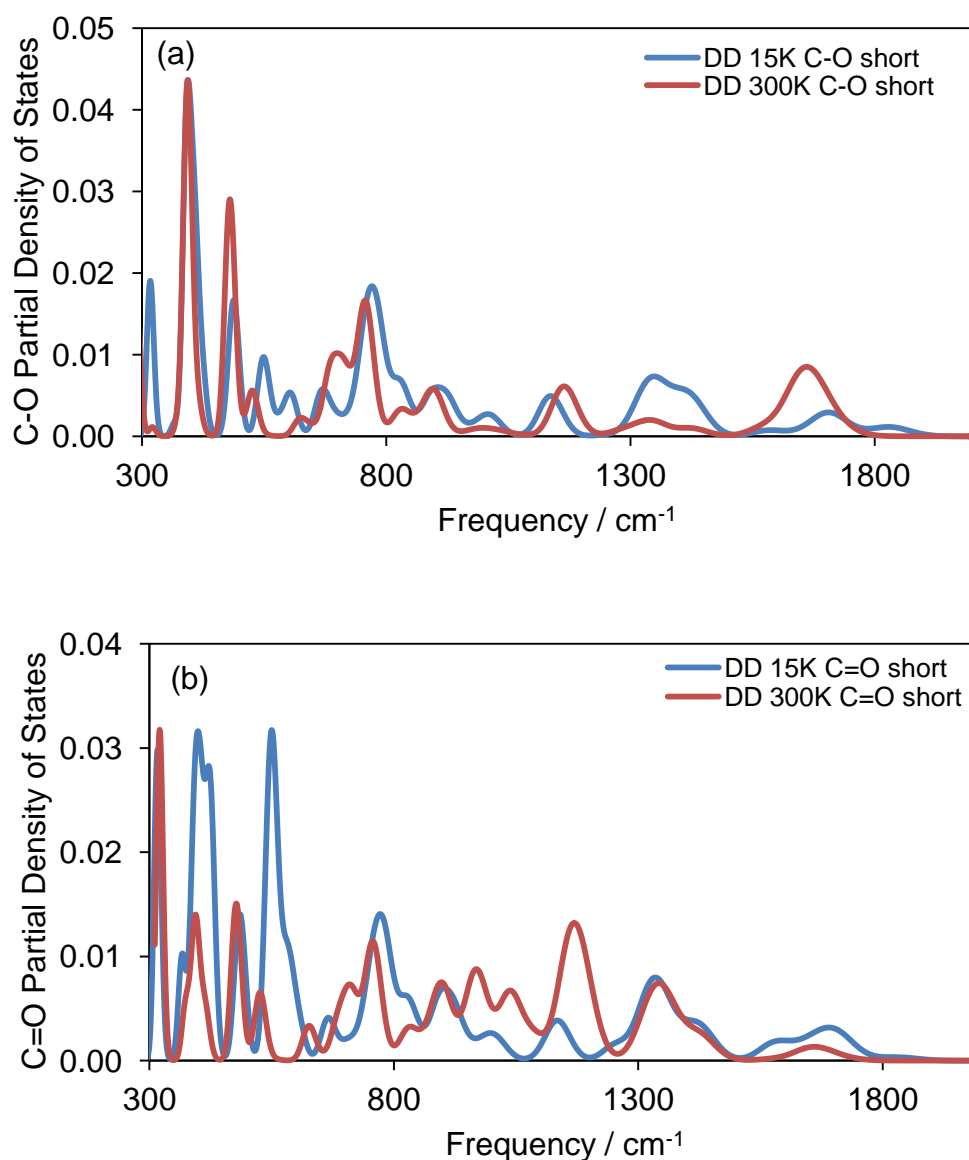 (a)
DD 15K C-O short
DD 300K C-O short
C-O Partial Density of States
0.05
0.04
0.03
0.02
0.01
0.00
300 800 1300 1800
Frequency / cm-1
(b)
DD 15K C=O short
DD 300K C=O short
C=O Partial Density of States
0.04
0.03
0.02
0.01
0.00
300 800 1300 1800
Frequency / cm-1